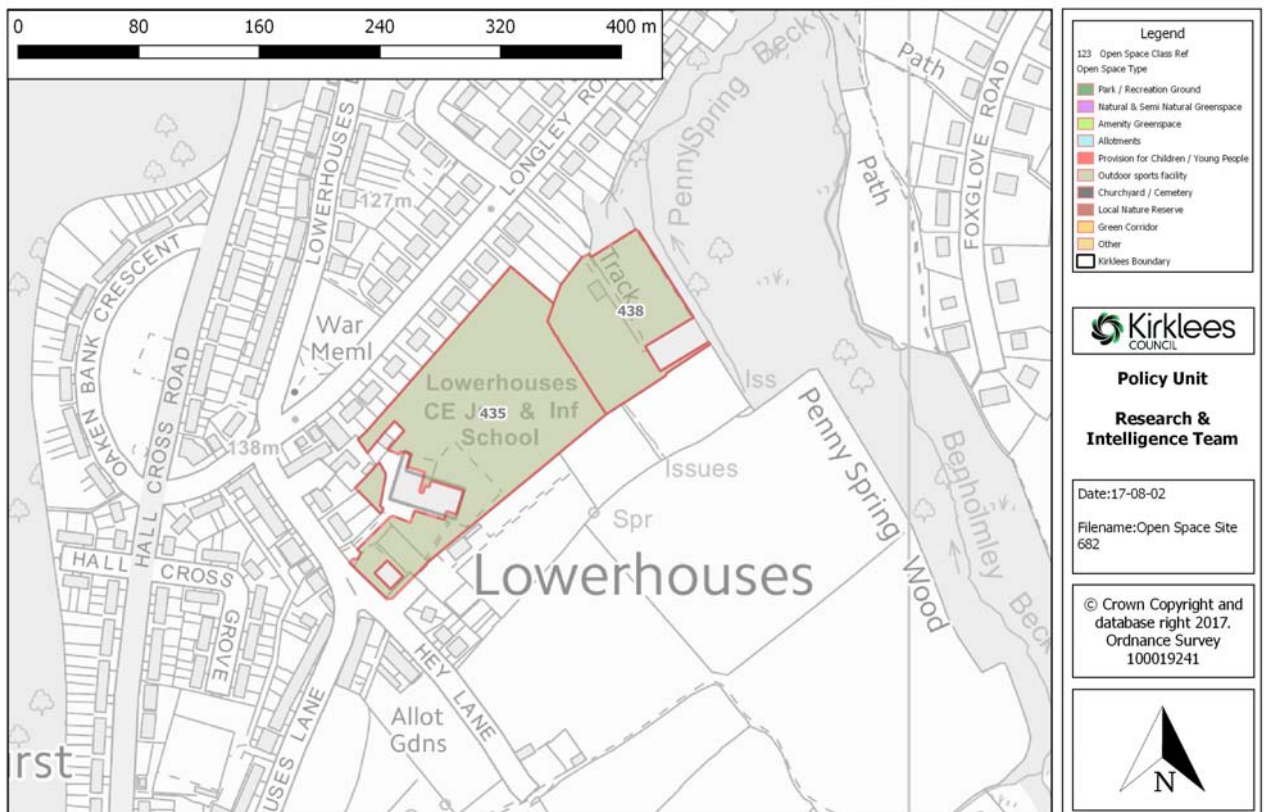 0 80 160 240 320 400 m
LOWERHOUSES
127m
LONGLEY
Penny Spring Beck
Path
FOXGLOVE ROAD
Path
OAKEN BANK CRESCENT
HALL CROSS ROAD
War
Meml
Track
438
Lowerhouses
CE J & Inf
School
435
138m
Iss
Issues
Spr
Penny Spring Wood
Benholmley
Beck
Lowerhouses
HALL CROSS
GROVE
HEY LANE
Allot
Gdns
USES LANE
irst
Legend
123 Open Space Class Ref
Open Space Type
Park / Recreation Ground
Natural & Semi Natural Greenspace
Amenity Greenspace
Allotments
Provision for Children / Young People
Outdoor sports facility
Churchyard / Cemetery
Local Nature Reserve
Green Corridor
Other
Kirklees Boundary
Kirklees
COUNCIL
Policy Unit
Research &
Intelligence Team
Date:17-08-02
Filename:Open Space Site
682
© Crown Copyright and
database right 2017.
Ordnance Survey
100019241
N